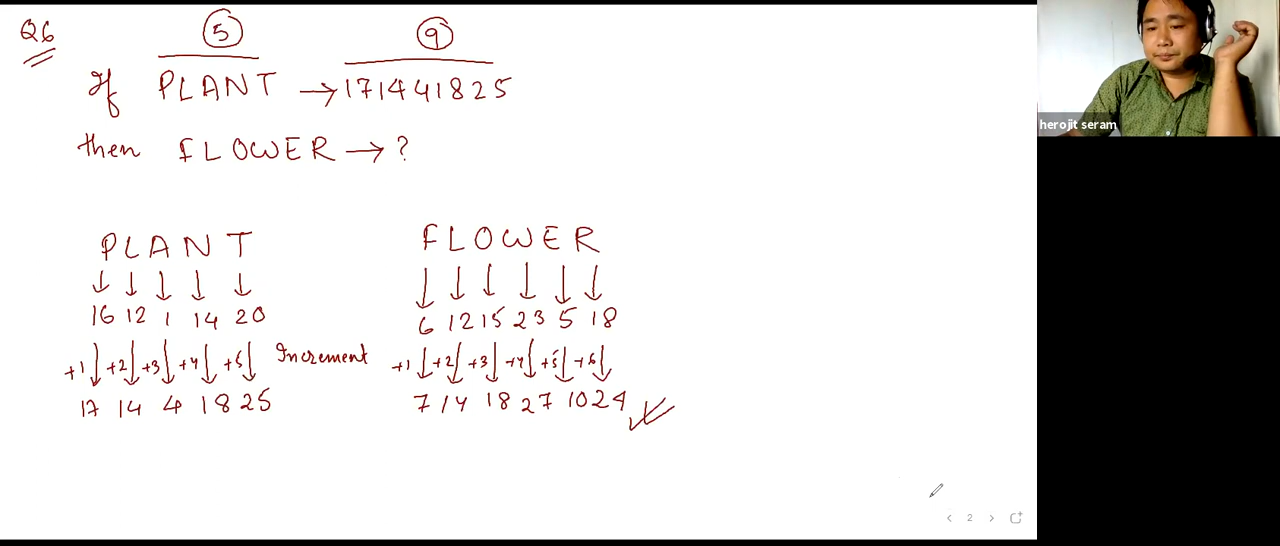 Q6
5 9
If PLANT → 171441825
then FLOWER → ?
PLANT FLOWER
16 12 1 14 20 6 12 15 23 5 18
+1 +2 +3 +4 +5 Increment +1 +2 +3 +4 +5 +6
17 14 4 18 25 7 14 18 27 10 24
herojit seram
2